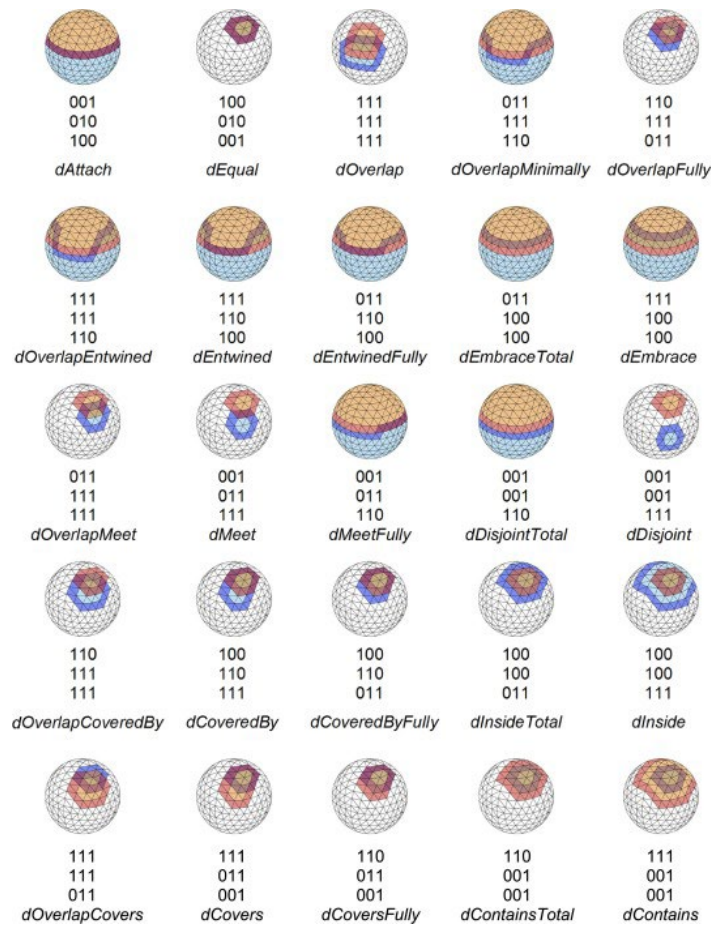 001 100 111 011 110
010 010 111 111 111
100 001 111 110 011
dAttach dEqual dOverlap dOverlapMinimally dOverlapFully
111 111 011 011 111
111 110 110 100 100
110 100 100 100 100
dOverlapEntwined dEntwined dEntwinedFully dEmbraceTotal dEmbrace
011 001 001 001 001
111 011 011 001 001
111 111 110 110 111
dOverlapMeet dMeet dMeetFully dDisjointTotal dDisjoint
110 100 100 100 100
111 110 110 100 100
111 111 011 011 111
dOverlapCoveredBy dCoveredBy dCoveredByFully dInsideTotal dInside
111 111 110 110 111
111 011 011 001 001
011 001 001 001 001
dOverlapCovers dCovers dCoversFully dContainsTotal dContains